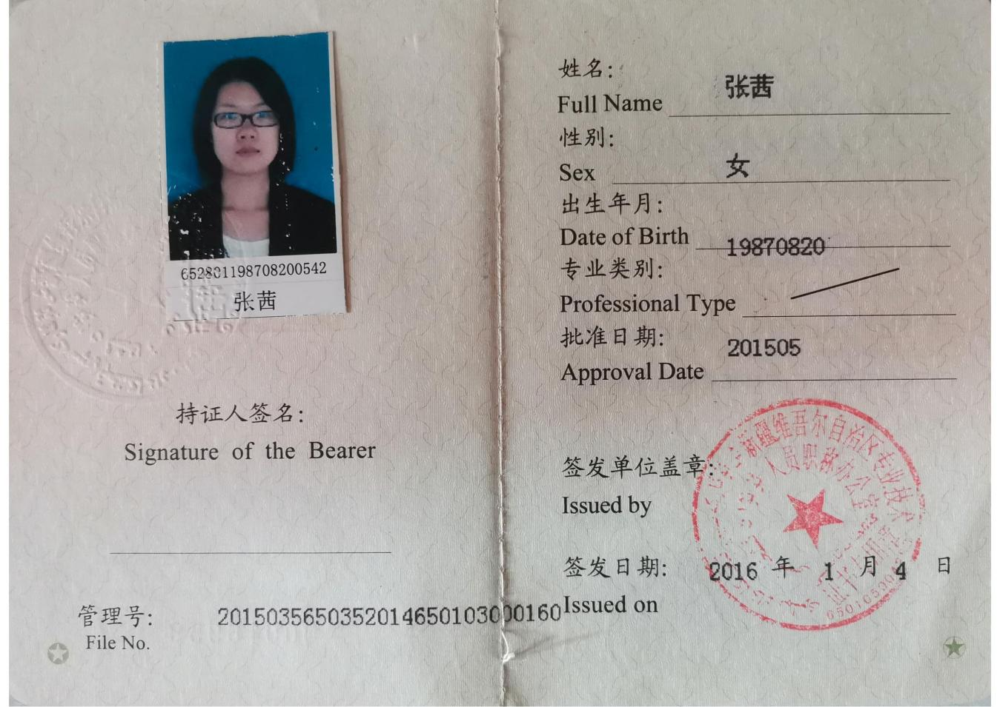 652801198708200542
张茜
持证人签名：
Signature of the Bearer
管理号：
File No.
2015035650352014650103000160
姓名：
Full Name 张茜
性别：
Sex 女
出生年月：
Date of Birth 19870820
专业类别：
Professional Type
批准日期：
Approval Date 201505
签发单位盖章：
Issued by
新疆维吾尔自治区专业技术
人员职称办公室
签发日期： 2016 年 1 月 4 日
Issued on